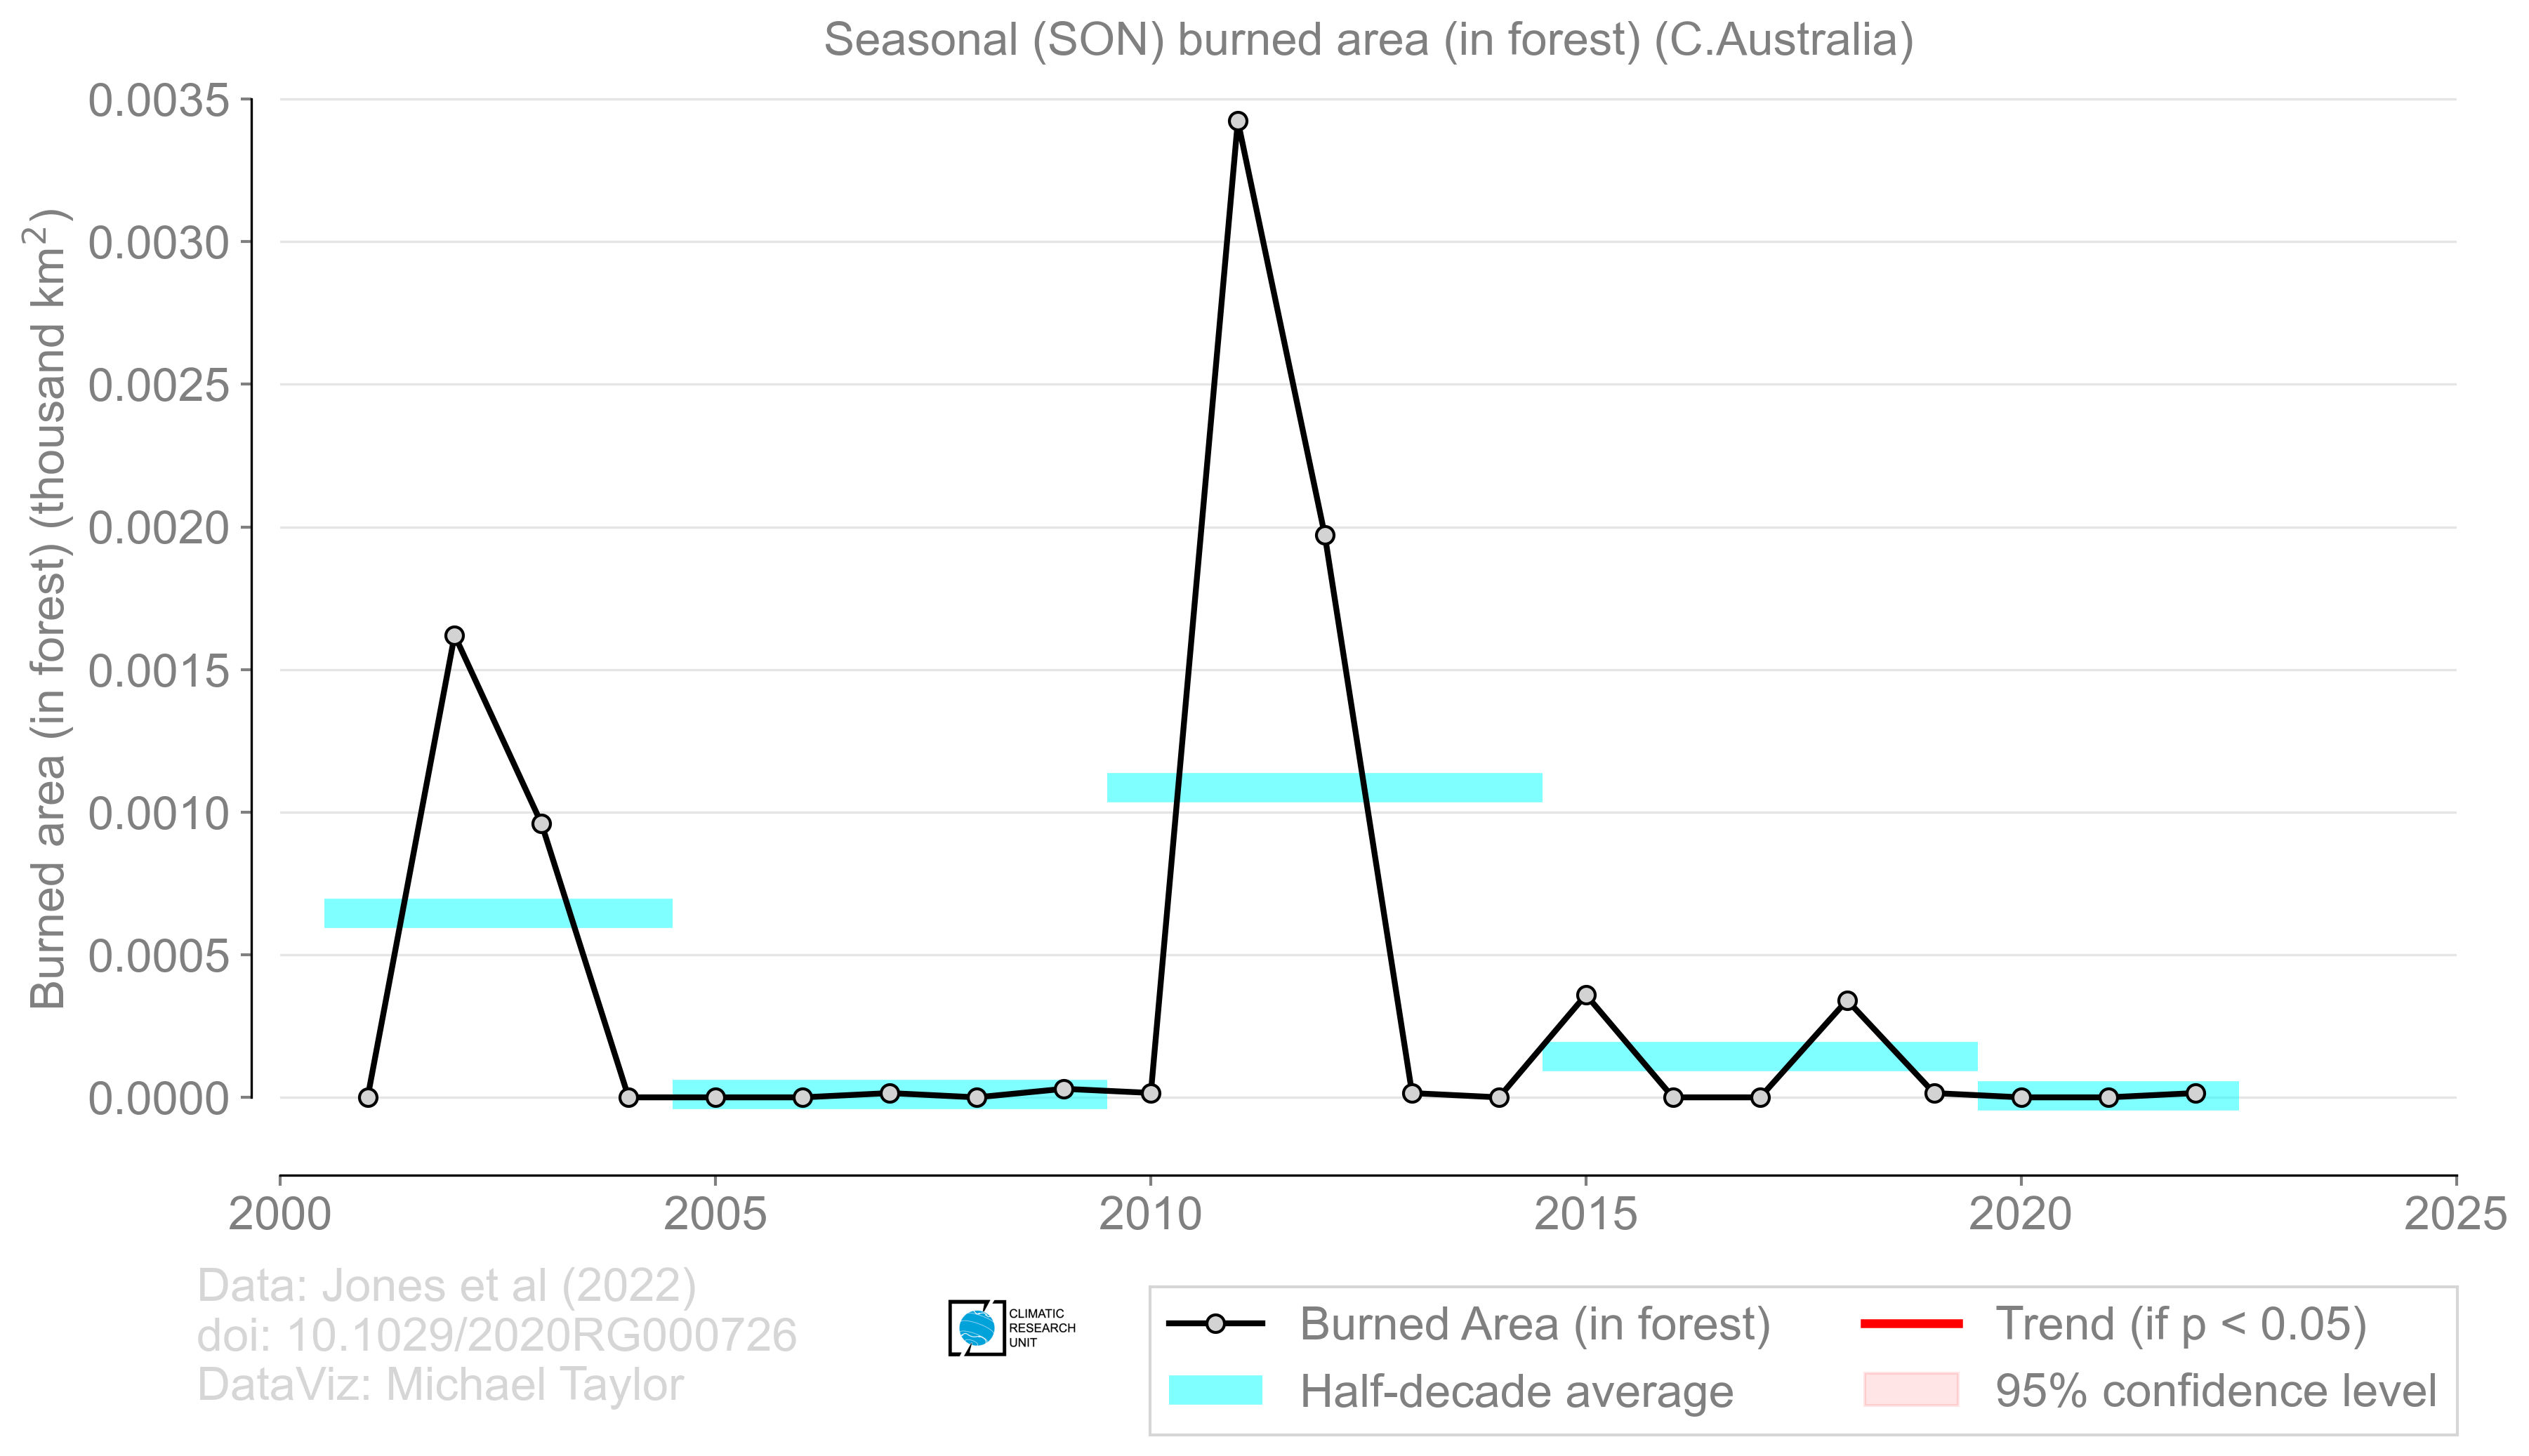 Seasonal (SON) burned area (in forest) (C.Australia)
Burned area (in forest) (thousand km²)
0.0035
0.0030
0.0025
0.0020
0.0015
0.0010
0.0005
0.0000
2000 2005 2010 2015 2020 2025
Data: Jones et al (2022)
doi: 10.1029/2020RG000726
DataViz: Michael Taylor
CLIMATIC
RESEARCH
UNIT
Burned Area (in forest)
Half-decade average
Trend (if p < 0.05)
95% confidence level